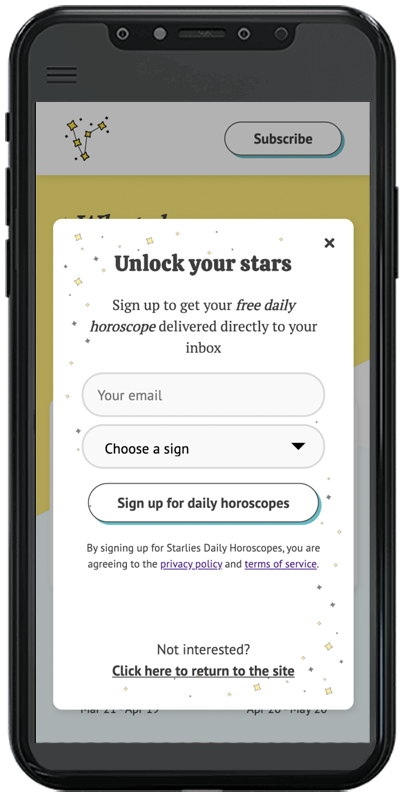 Subscribe
Unlock your stars
Sign up to get your free daily
horoscope delivered directly to your
inbox
Your email
Choose a sign
Sign up for daily horoscopes
By signing up for Starlies Daily Horoscopes, you are
agreeing to the privacy policy and terms of service.
Not interested?
Click here to return to the site
Mar 21 - Apr 19 Apr 20 - May 20